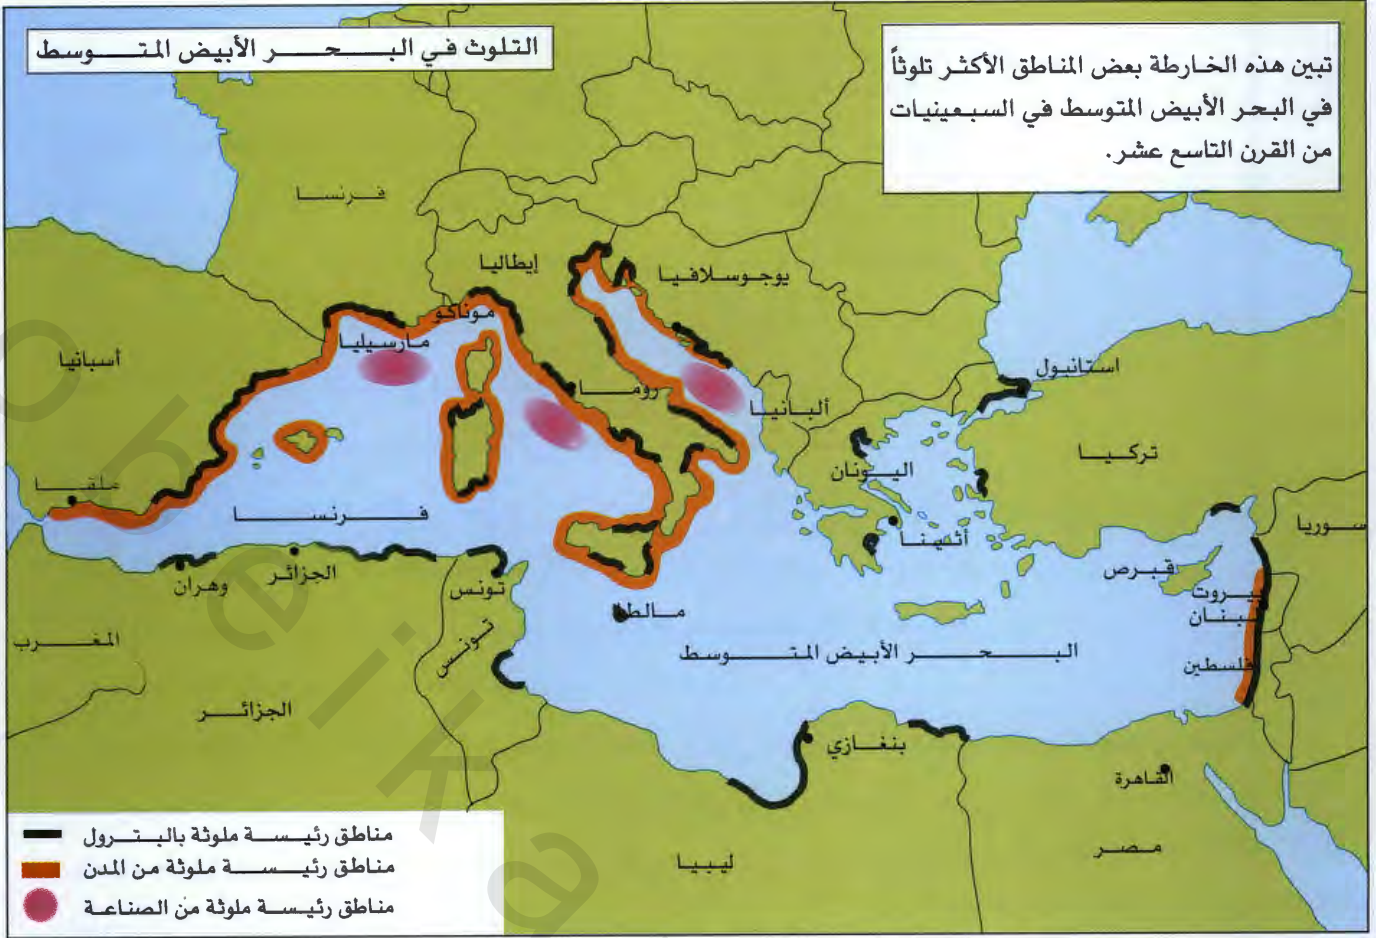 التلوث في البحر الأبيض المتوسط
تبين هذه الخارطة بعض المناطق الأكثر تلوثاً
في البحر الأبيض المتوسط في السبعينيات
من القرن التاسع عشر.
فرنسا
إيطاليا
يوجوسلافيا
موناكو
مارسيليا
أسبانيا
روما
ألبانيا
استانبول
تركيا
اليونان
ملقا
فرنسا
أثينا
سوريا
الجزائر
وهران
تونس
قبرص
بيروت
لبنان
مالطا
المغرب
تونس
البحر الأبيض المتوسط
فلسطين
الجزائر
بنغازي
القاهرة
مصر
ليبيا
مناطق رئيسة ملوثة بالبترول
مناطق رئيسة ملوثة من المدن
مناطق رئيسة ملوثة من الصناعة
obeika